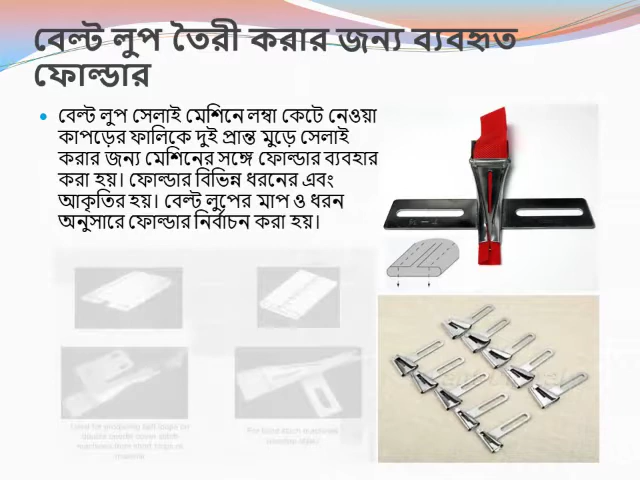 বেল্ট লুপ তৈরী করার জন্য ব্যবহৃত
ফোল্ডার
বেল্ট লুপ সেলাই মেশিনে লম্বা কেটে নেওয়া
কাপড়ের ফালিকে দুই প্রান্ত মুড়ে সেলাই
করার জন্য মেশিনের সঙ্গে ফোল্ডার ব্যবহার
করা হয়। ফোল্ডার বিভিন্ন ধরনের এবং
আকৃতির হয়। বেল্ট লুপের মাপ ও ধরন
অনুসারে ফোল্ডার নির্বাচন করা হয়।